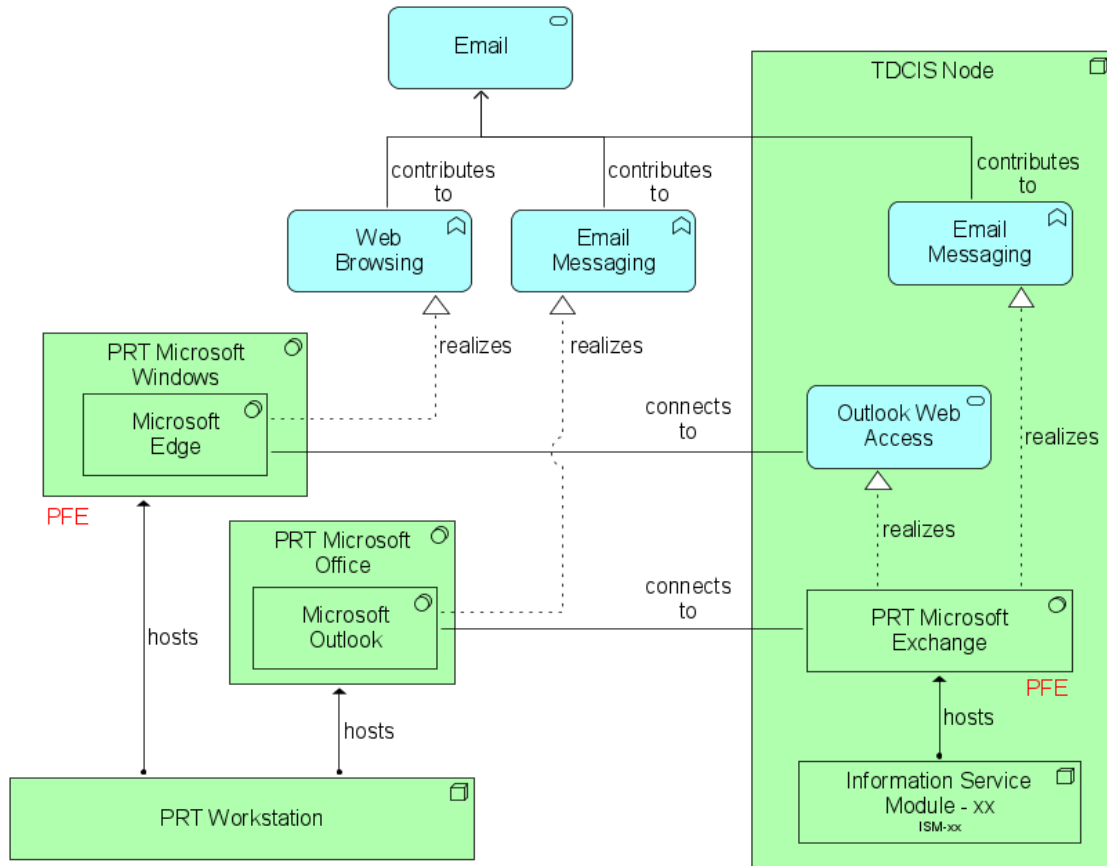 Email
TDCIS Node
contributes
to
contributes
to
contributes
to
Web
Browsing
Email
Messaging
Email
Messaging
realizes
realizes
PRT Microsoft
Windows
Microsoft
Edge
connects
to
Outlook Web
Access
realizes
PFE
PRT Microsoft
Office
realizes
Microsoft
Outlook
connects
to
PRT Microsoft
Exchange
hosts
PFE
hosts
hosts
PRT Workstation
Information Service
Module - xx
ISM-xx